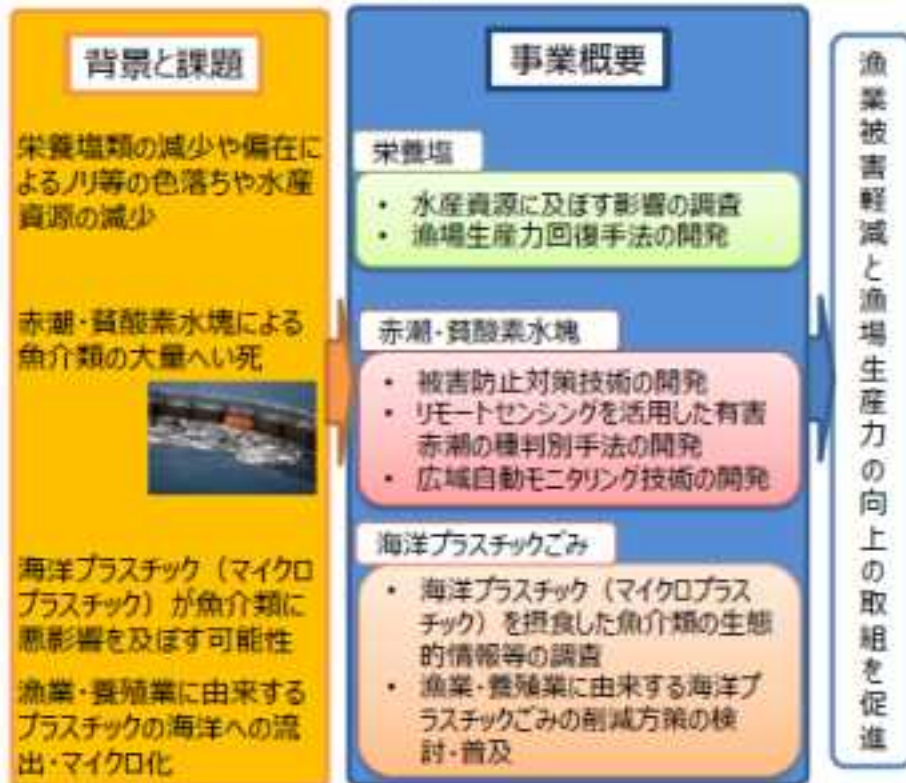 背景と課題
栄養塩類の減少や偏在に
よるノリ等の色落ちや水産
資源の減少
赤潮・貧酸素水塊による
魚介類の大量へい死
海洋プラスチック（マイクロ
プラスチック）が魚介類に
悪影響を及ぼす可能性
漁業・養殖業に由来する
プラスチックの海洋への流
出・マイクロ化
事業概要
栄養塩
• 水産資源に及ぼす影響の調査
• 漁場生産力回復手法の開発
赤潮・貧酸素水塊
• 被害防止対策技術の開発
• リモートセンシングを活用した有害
赤潮の種判別手法の開発
• 広域自動モニタリング技術の開発
海洋プラスチックごみ
• 海洋プラスチック（マイクロプラス
チック）を摂食した魚介類の生態
的情報等の調査
• 漁業・養殖業に由来する海洋プ
ラスチックごみの削減方策の検
討・普及
漁業被害軽減と漁場生産力の向上の取組を促進